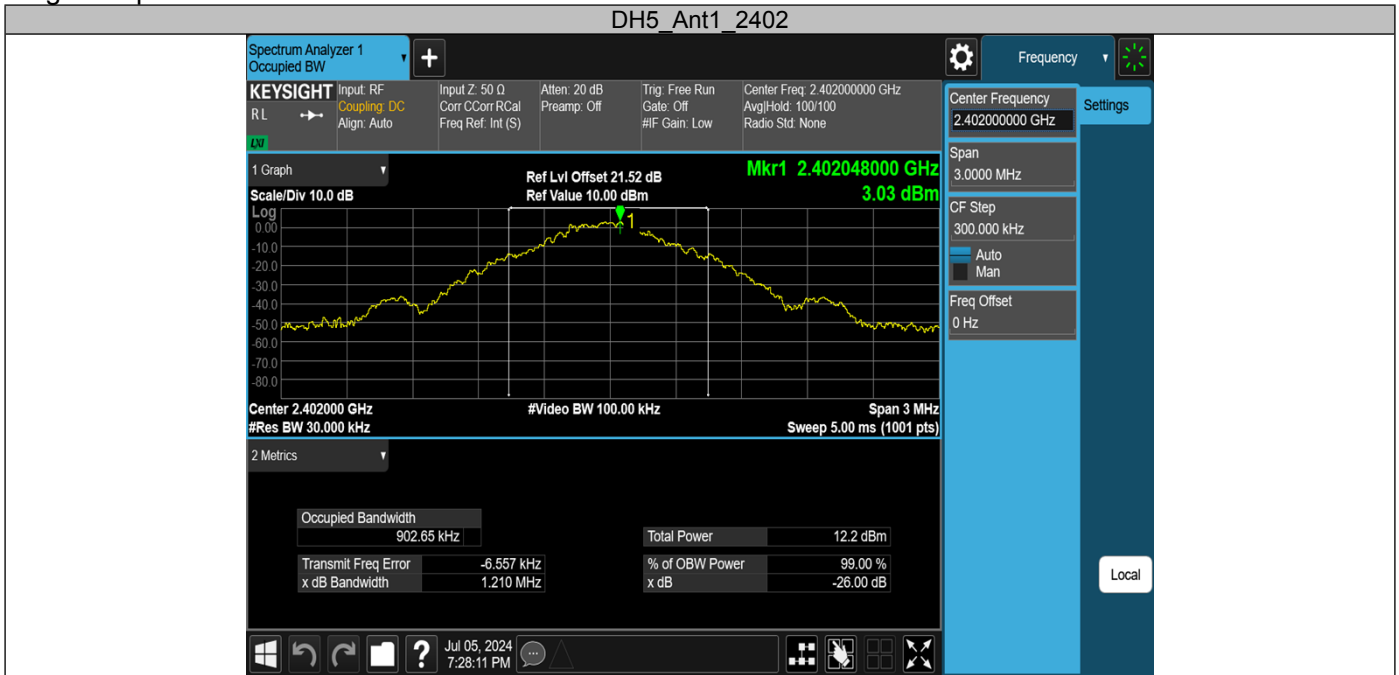 DH5_Ant1_2402
Spectrum Analyzer 1
Occupied BW
+
Frequency
KEYSIGHT
RL
LXI
Input: RF
Coupling: DC
Align: Auto
Input Z: 50 Ω
Corr CCorr RCal
Freq Ref: Int (S)
Atten: 20 dB
Preamp: Off
Trig: Free Run
Gate: Off
#IF Gain: Low
Center Freq: 2.402000000 GHz
Avg|Hold: 100/100
Radio Std: None
Center Frequency
2.402000000 GHz
Settings
Span
3.0000 MHz
CF Step
300.000 kHz
Auto
Man
Freq Offset
0 Hz
Local
1 Graph
Scale/Div 10.0 dB
Ref Lvl Offset 21.52 dB
Ref Value 10.00 dBm
Mkr1 2.402048000 GHz
3.03 dBm
Log
0.00
-10.0
-20.0
-30.0
-40.0
-50.0
-60.0
-70.0
-80.0
1
Center 2.402000 GHz
#Res BW 30.000 kHz
#Video BW 100.00 kHz
Span 3 MHz
Sweep 5.00 ms (1001 pts)
2 Metrics
Occupied Bandwidth
902.65 kHz
Total Power 12.2 dBm
Transmit Freq Error -6.557 kHz
% of OBW Power 99.00 %
x dB Bandwidth 1.210 MHz
x dB -26.00 dB
?
Jul 05, 2024
7:28:11 PM